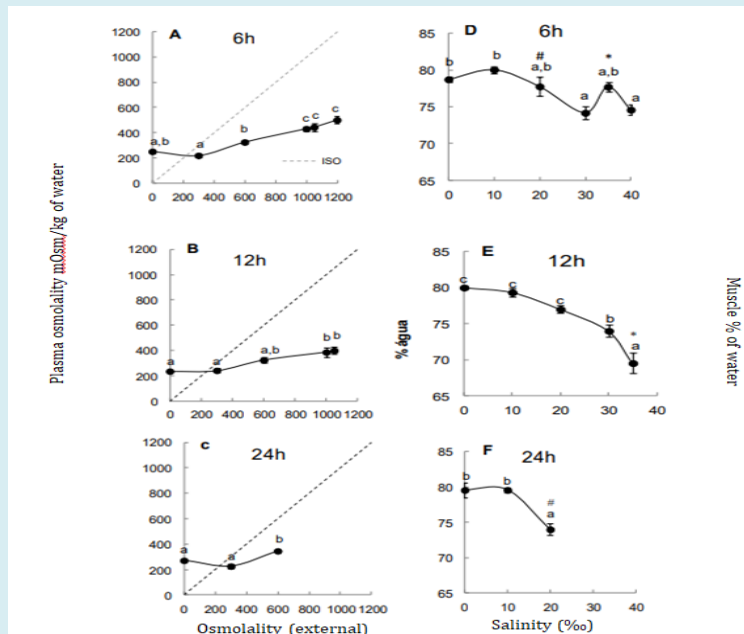 Plasma osmolality mOsm/kg of water
A
6h
1200
1000
800
600
400
200
0
a,b
a
b
c c
c
ISO
0 200 400 600 800 1000 1200
D
6h
85
80
75
70
65
b
b
#
a,b
a
*
a,b
a
0 10 20 30 40
B
12h
1200
1000
800
600
400
200
0
a
a
a,b
b b
0 200 400 600 800 1000 1200
% água
E
12h
85
80
75
70
65
c
c
c
b
*
a
0 10 20 30 40
Muscle % of water
c
24h
1200
1000
800
600
400
200
0
a
a
b
0 200 400 600 800 1000 1200
Osmolality (external)
F
24h
85
80
75
70
65
b
b
#
a
0 10 20 30 40
Salinity (‰)